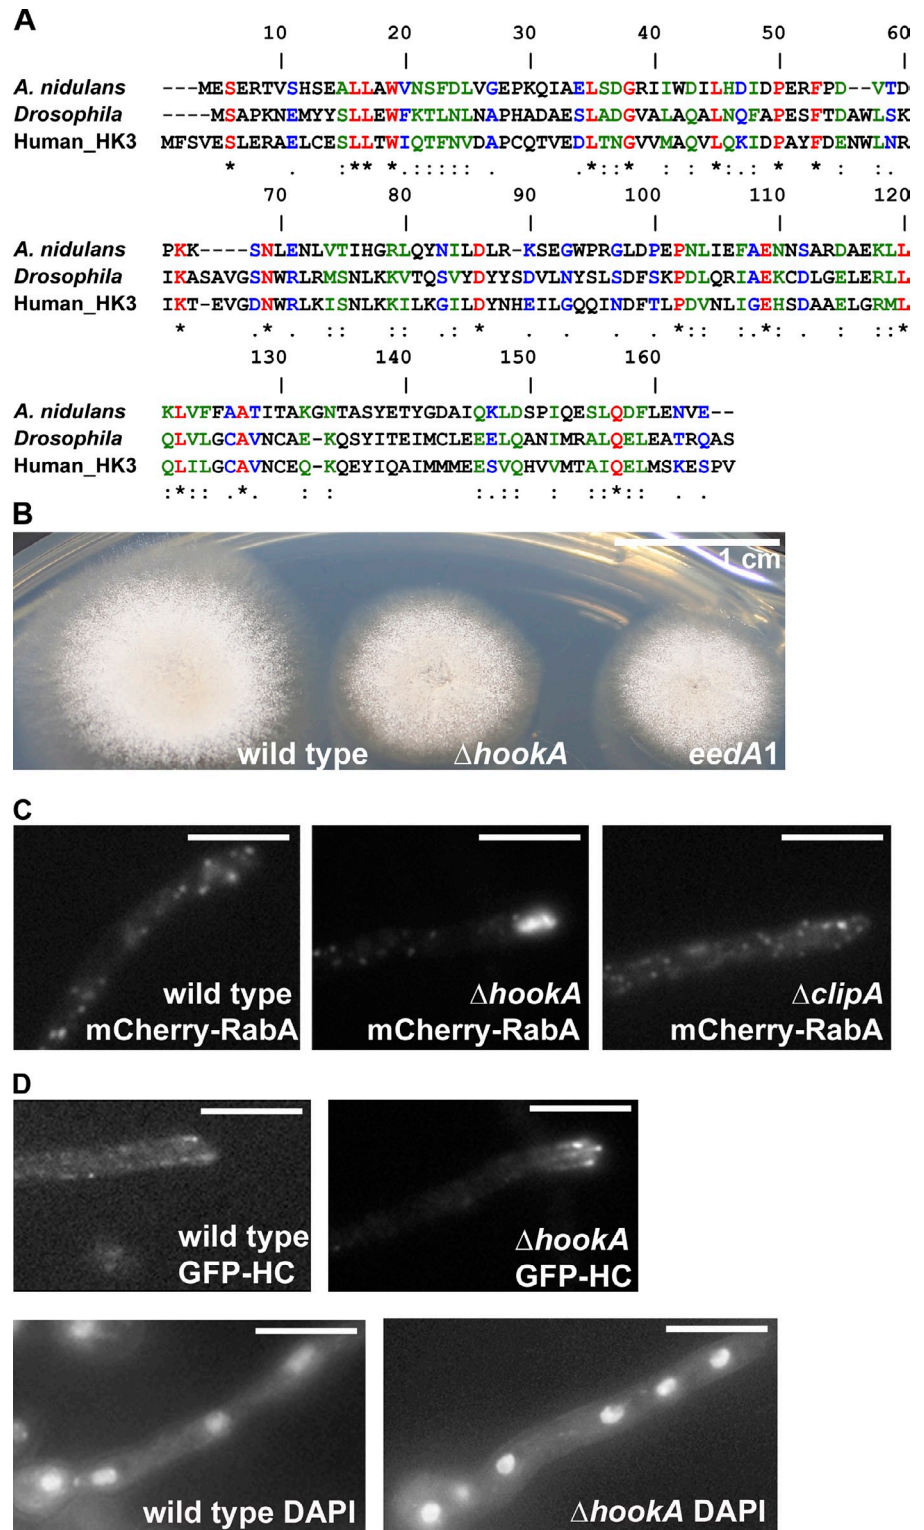 A
10 20 30 40 50 60
A. nidulans ----MESERTVSHSEALLAWVNSFDLVGEPKQIAELSDGRIIWDILHDIDPERFPD--VTD
Drosophila ----MSAPKNEMYYSLLEWFKTLNLNAPHADAESLADGVALAQALNQFAPESFTDAWLSK
Human_HK3 MFSVESLERAELCESLLTWIQTFNVDAPCQTVEDLTNGVVMAQVLQKIDPAYFDENWLNR
* . :**:*.::::: . *::* :.:*:.: * * : :.
70 80 90 100 110 120
A. nidulans PKK----SNLENLVTIHGRLQYNILDLR-KSEGWPRGLDPEPCNLIEFAENNSARDAEKLL
Drosophila IKASAVGSNWRLRMSNLKKVTQSVYDYYSDVLNYSLSDFSKPDLQRIAEKCDLGELERLL
Human_HK3 IKT-EVGDNWRLKISNLKKILKGILDYYNHEILGQQINDFTLPDVNLIGEHSDAAELGRML
* .* . :: :: .: * . . . . *: :.:*: . : ::*
130 140 150 160
A. nidulans KLVFFAATITAKGNTASYETYGDAIQKLDSPIQESLQDFLENVE--
Drosophila QLVLGCAVNCAE-KQSYITEIMCLEEELQANIMRALQELEATRQAS
Human_HK3 QLILGCAVNCEQ-KQEYIQAIMMMEESVQHVVMTAIQELMSKESPV
:*:: .*. : : :.:: : ::*:: . .
B
1 cm
wild type ΔhookA eedA1
C
wild type ΔhookA ΔclipA
mCherry-RabA mCherry-RabA mCherry-RabA
D
wild type ΔhookA
GFP-HC GFP-HC
wild type DAPI ΔhookA DAPI